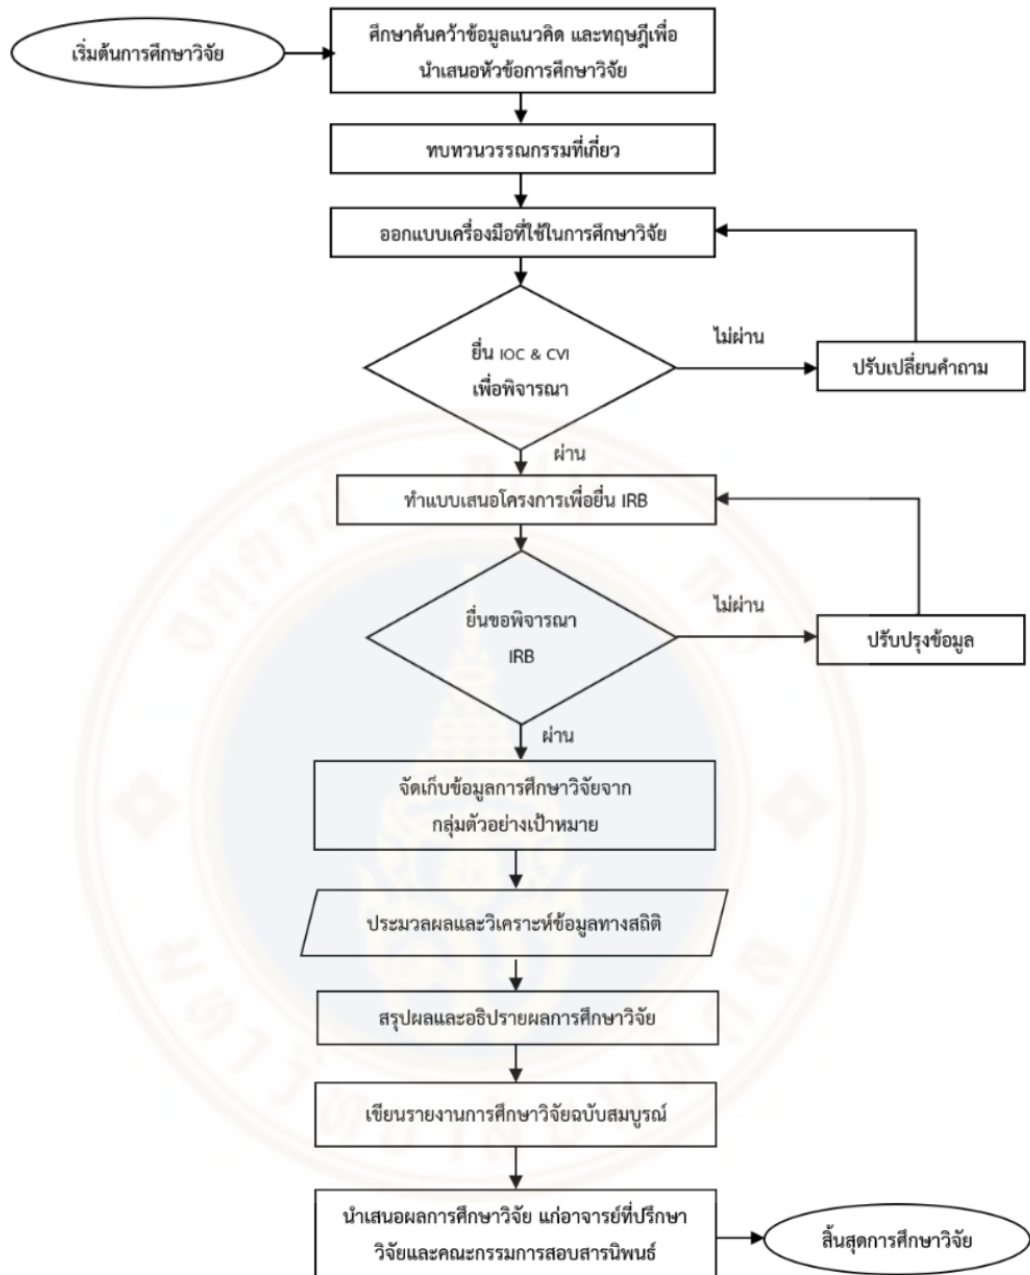 เริ่มต้นการศึกษาวิจัย
ศึกษาค้นคว้าข้อมูลแนวคิด และทฤษฎีเพื่อ
นำเสนอหัวข้อการศึกษาวิจัย
ทบทวนวรรณกรรมที่เกี่ยว
ออกแบบเครื่องมือที่ใช้ในการศึกษาวิจัย
ยื่น IOC & CVI
เพื่อพิจารณา
ไม่ผ่าน
ปรับเปลี่ยนคำถาม
ผ่าน
ทำแบบเสนอโครงการเพื่อยื่น IRB
ยื่นขอพิจารณา
IRB
ไม่ผ่าน
ปรับปรุงข้อมูล
ผ่าน
จัดเก็บข้อมูลการศึกษาวิจัยจาก
กลุ่มตัวอย่างเป้าหมาย
ประมวลผลและวิเคราะห์ข้อมูลทางสถิติ
สรุปผลและอธิปรายผลการศึกษาวิจัย
เขียนรายงานการศึกษาวิจัยฉบับสมบูรณ์
นำเสนอผลการศึกษาวิจัย แก่อาจารย์ที่ปรึกษา
วิจัยและคณะกรรมการสอบสารนิพนธ์
สิ้นสุดการศึกษาวิจัย